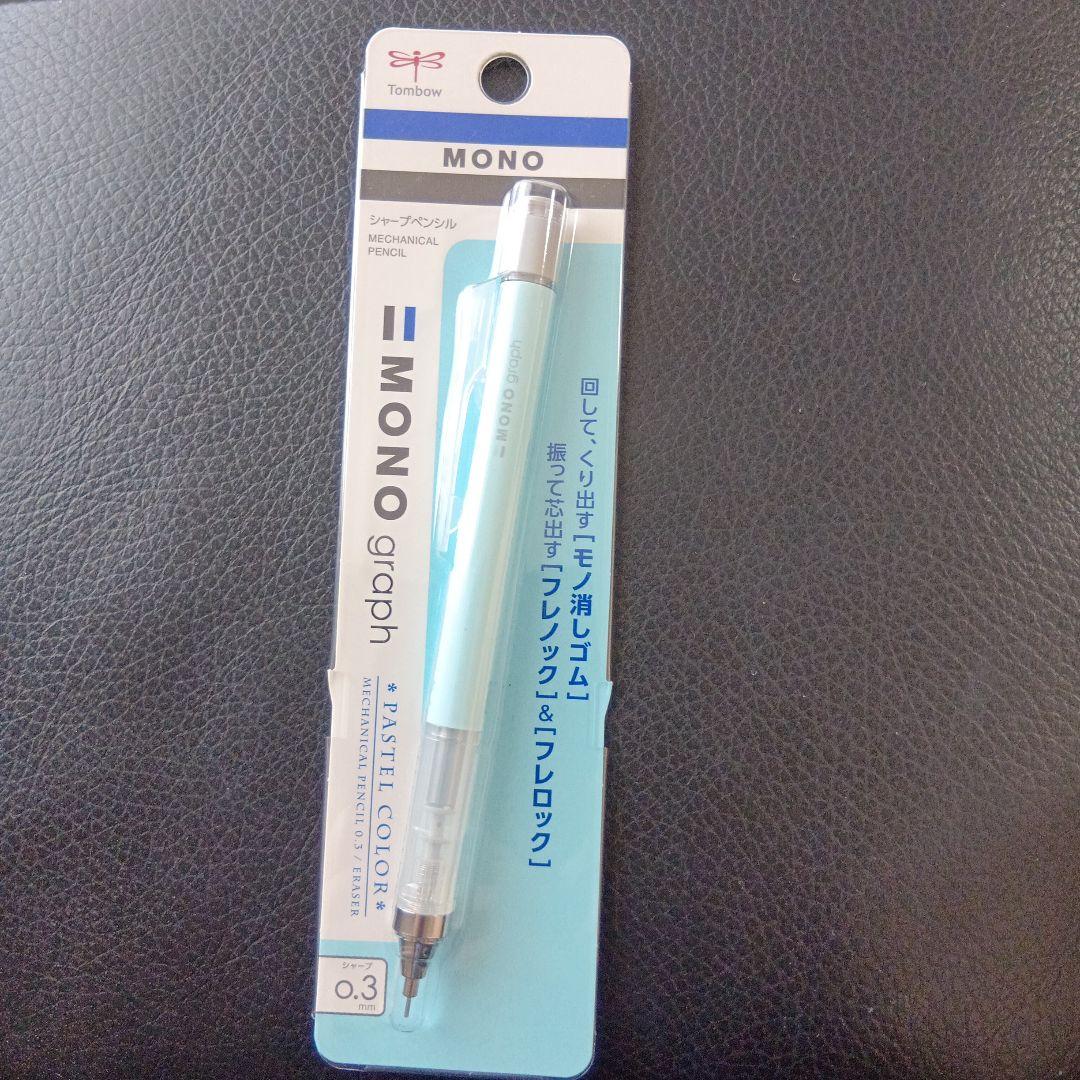 Tombow
MONO
シャープペンシル
MECHANICAL
PENCIL
MONO graph
MONO graph
回して、くり出す[モノ消しゴム]
振って芯出す[フレノック]&[フレロック]
*PASTEL COLOR*
MECHANICAL PENCIL 0.3 / ERASER
シャープ
0.3
mm